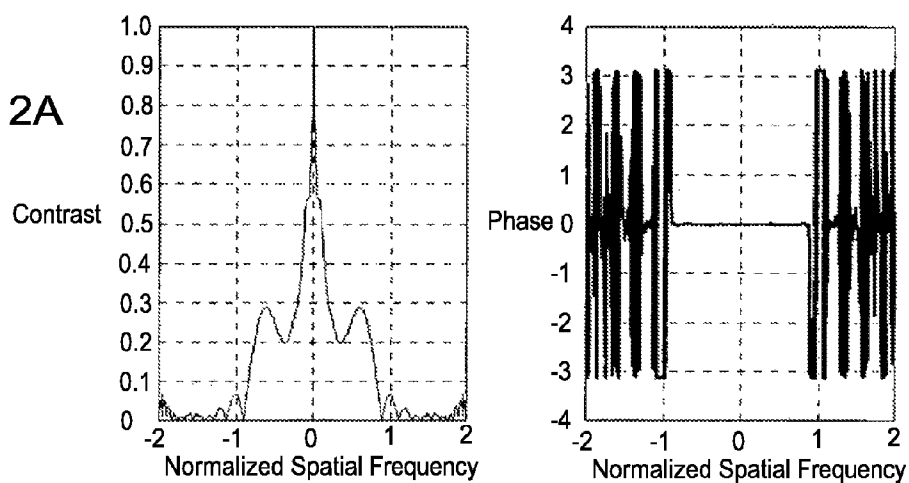 2A
Contrast
1.0
0.9
0.8
0.7
0.6
0.5
0.4
0.3
0.2
0.1
0
-2 -1 0 1 2
Normalized Spatial Frequency
Phase
4
3
2
1
0
-1
-2
-3
-4
-2 -1 0 1 2
Normalized Spatial Frequency